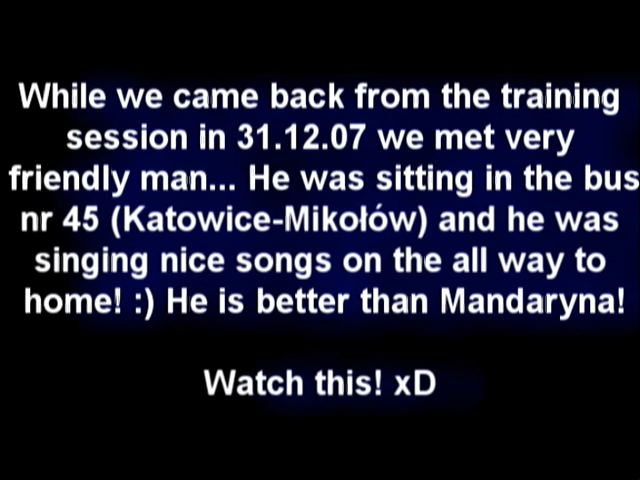 While we came back from the training
session in 31.12.07 we met very
friendly man... He was sitting in the bus
nr 45 (Katowice-Mikołów) and he was
singing nice songs on the all way to
home! :) He is better than Mandaryna!
Watch this! xD